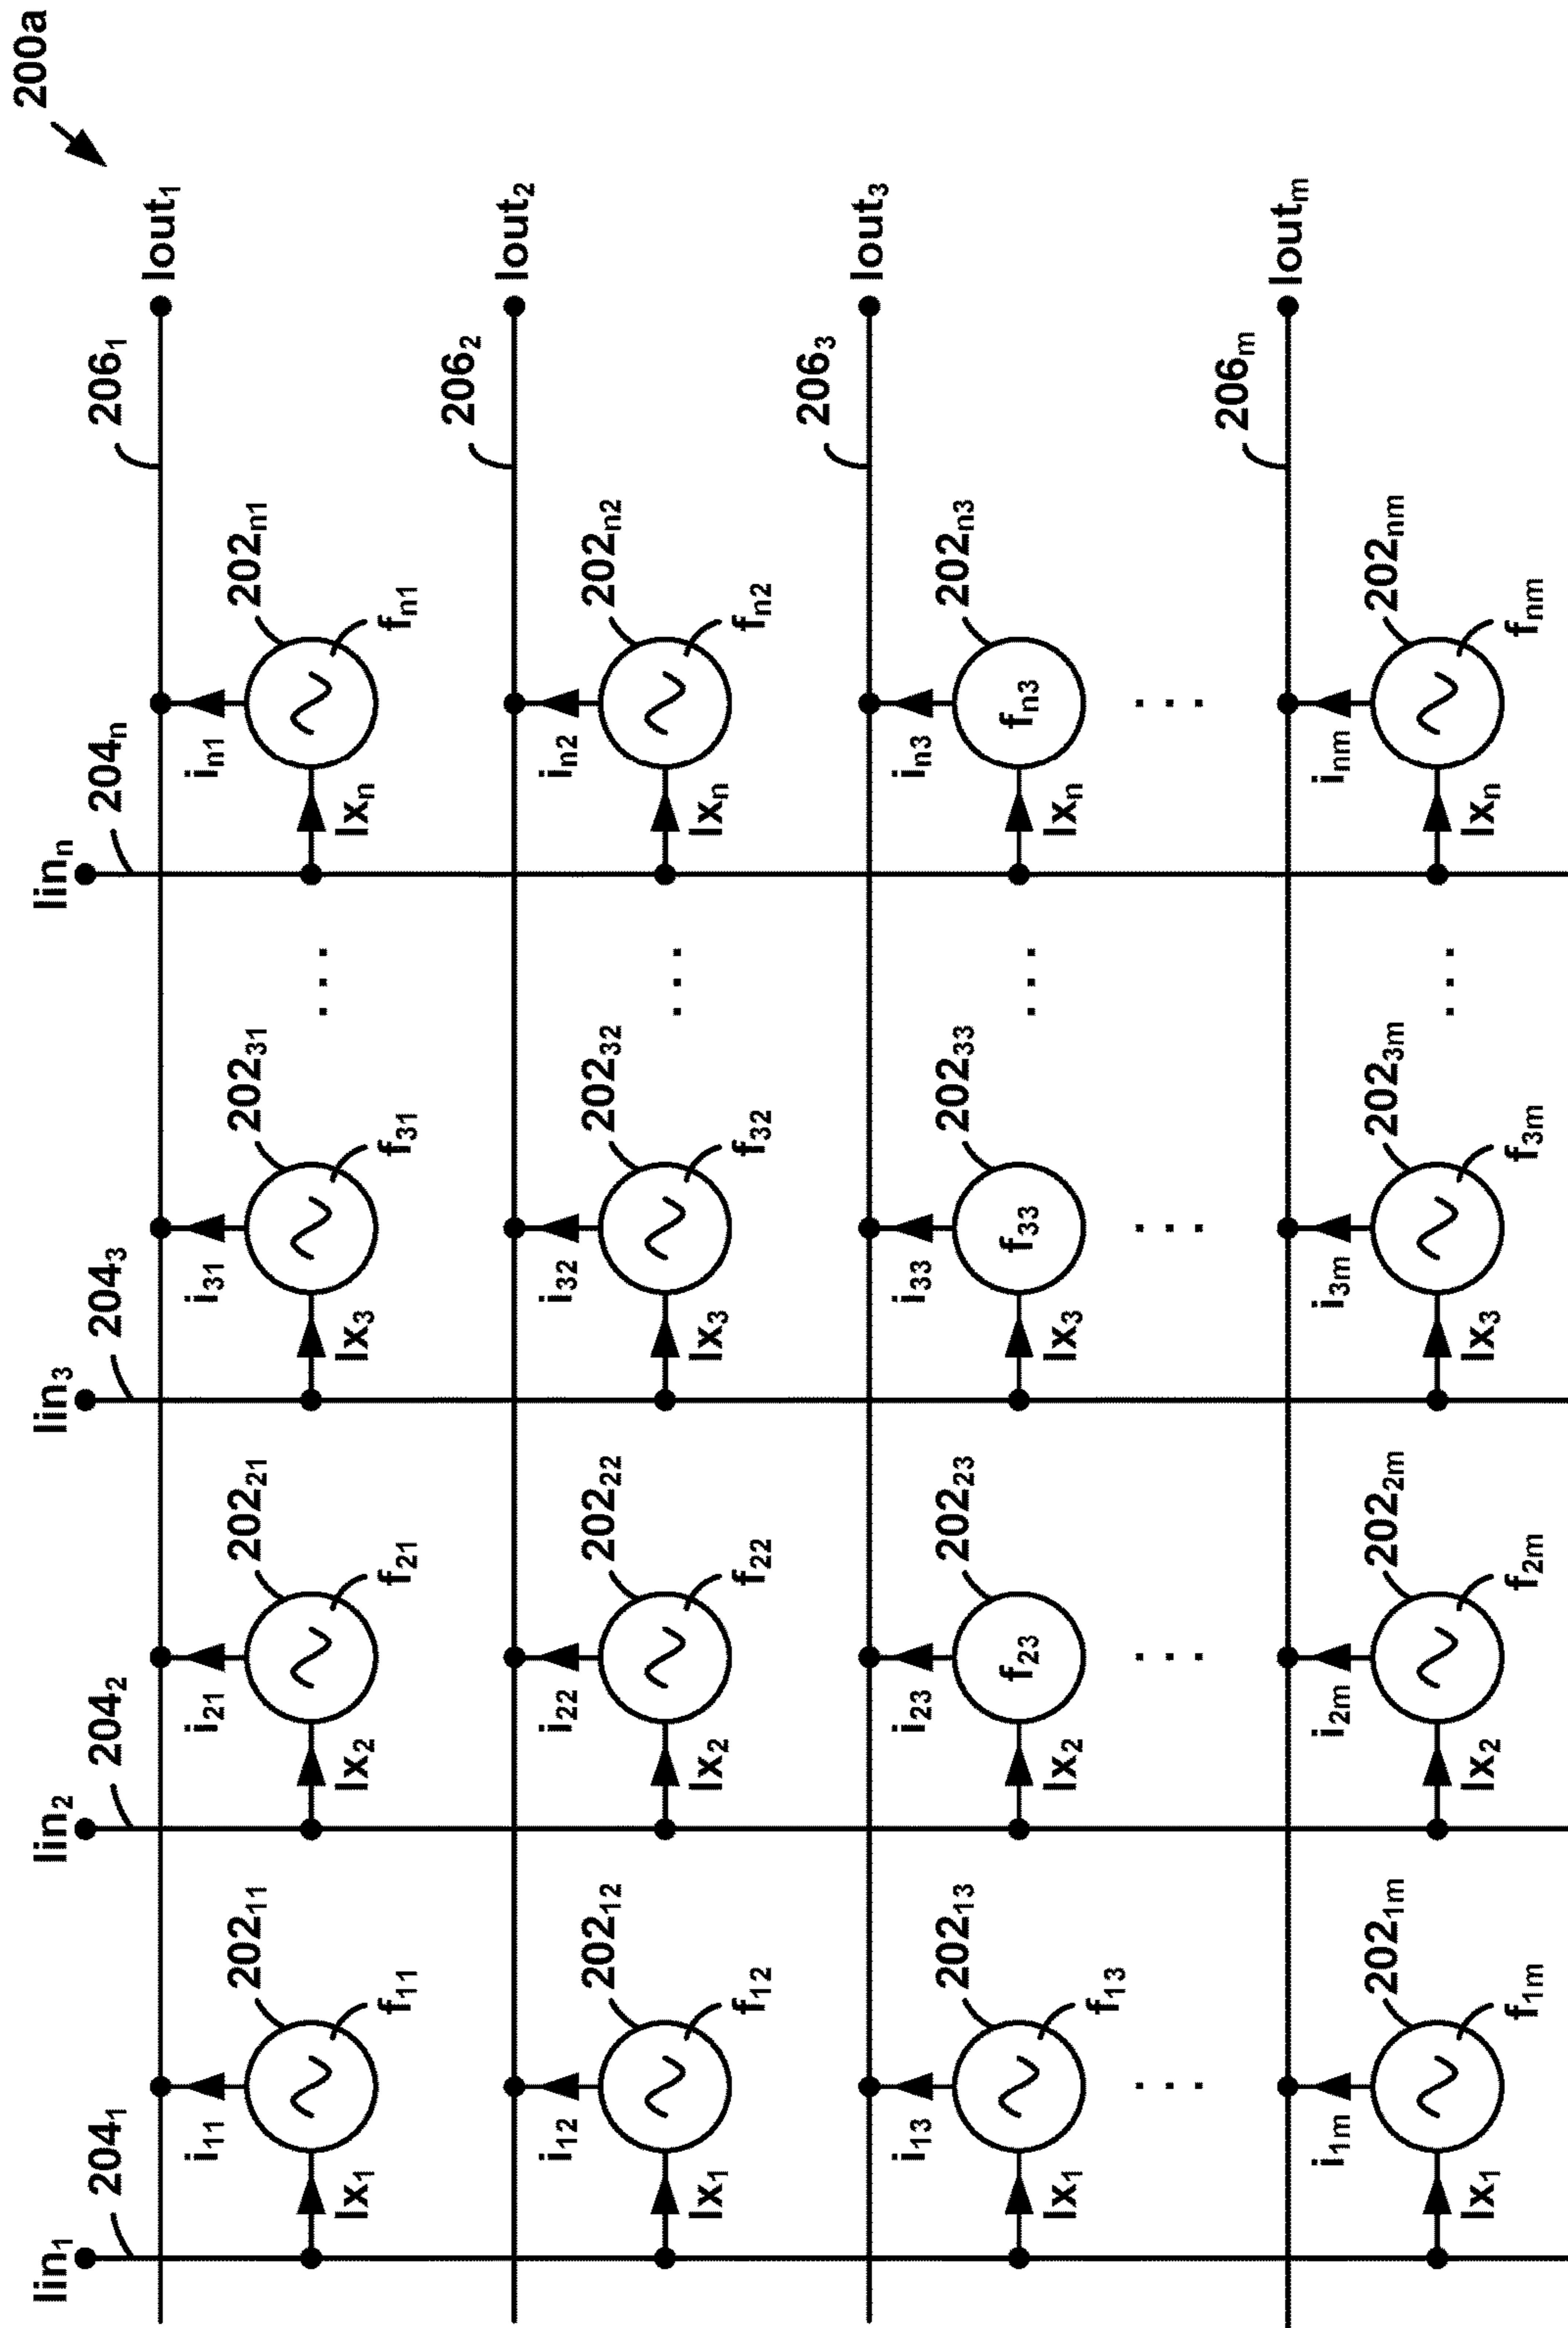 Iin1 Iin2 Iin3 Iinn 200a
2041 2042 2043 204n 2061 Iout1
i11 20211 i21 20221 i31 20231 in1 202n1
Ix1 f11 Ix2 f21 Ix3 f31 . . . Ixn fn1
2062 Iout2
i12 20212 i22 20222 i32 20232 in2 202n2
Ix1 f12 Ix2 f22 Ix3 f32 . . . Ixn fn2
2063 Iout3
i13 20213 i23 20223 i33 20233 in3 202n3
f23 f33 fn3
Ix1 f13 Ix2 Ix3 . . . Ixn
. . . . . . . . . . . .
206m Ioutm
i1m 2021m i2m 2022m i3m 2023m inm 202nm
Ix1 f1m Ix2 f2m Ix3 f3m . . . Ixn fnm